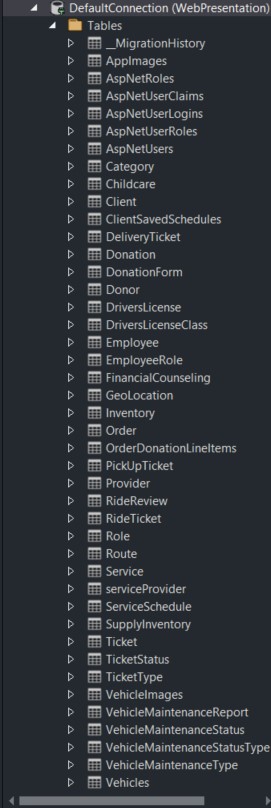 DefaultConnection (WebPresentation)
Tables
__MigrationHistory
AppImages
AspNetRoles
AspNetUserClaims
AspNetUserLogins
AspNetUserRoles
AspNetUsers
Category
Childcare
Client
ClientSavedSchedules
DeliveryTicket
Donation
DonationForm
Donor
DriversLicense
DriversLicenseClass
Employee
EmployeeRole
FinancialCounseling
GeoLocation
Inventory
Order
OrderDonationLineItems
PickUpTicket
Provider
RideReview
RideTicket
Role
Route
Service
serviceProvider
ServiceSchedule
SupplyInventory
Ticket
TicketStatus
TicketType
VehicleImages
VehicleMaintenanceReport
VehicleMaintenanceStatus
VehicleMaintenanceStatusType
VehicleMaintenanceType
Vehicles